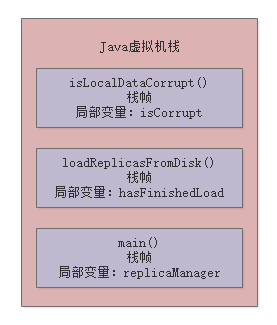 Java虚拟机栈
isLocalDataCorrupt()
栈帧
局部变量：isCorrupt
loadReplicasFromDisk()
栈帧
局部变量：hasFinishedLoad
main()
栈帧
局部变量：replicaManager